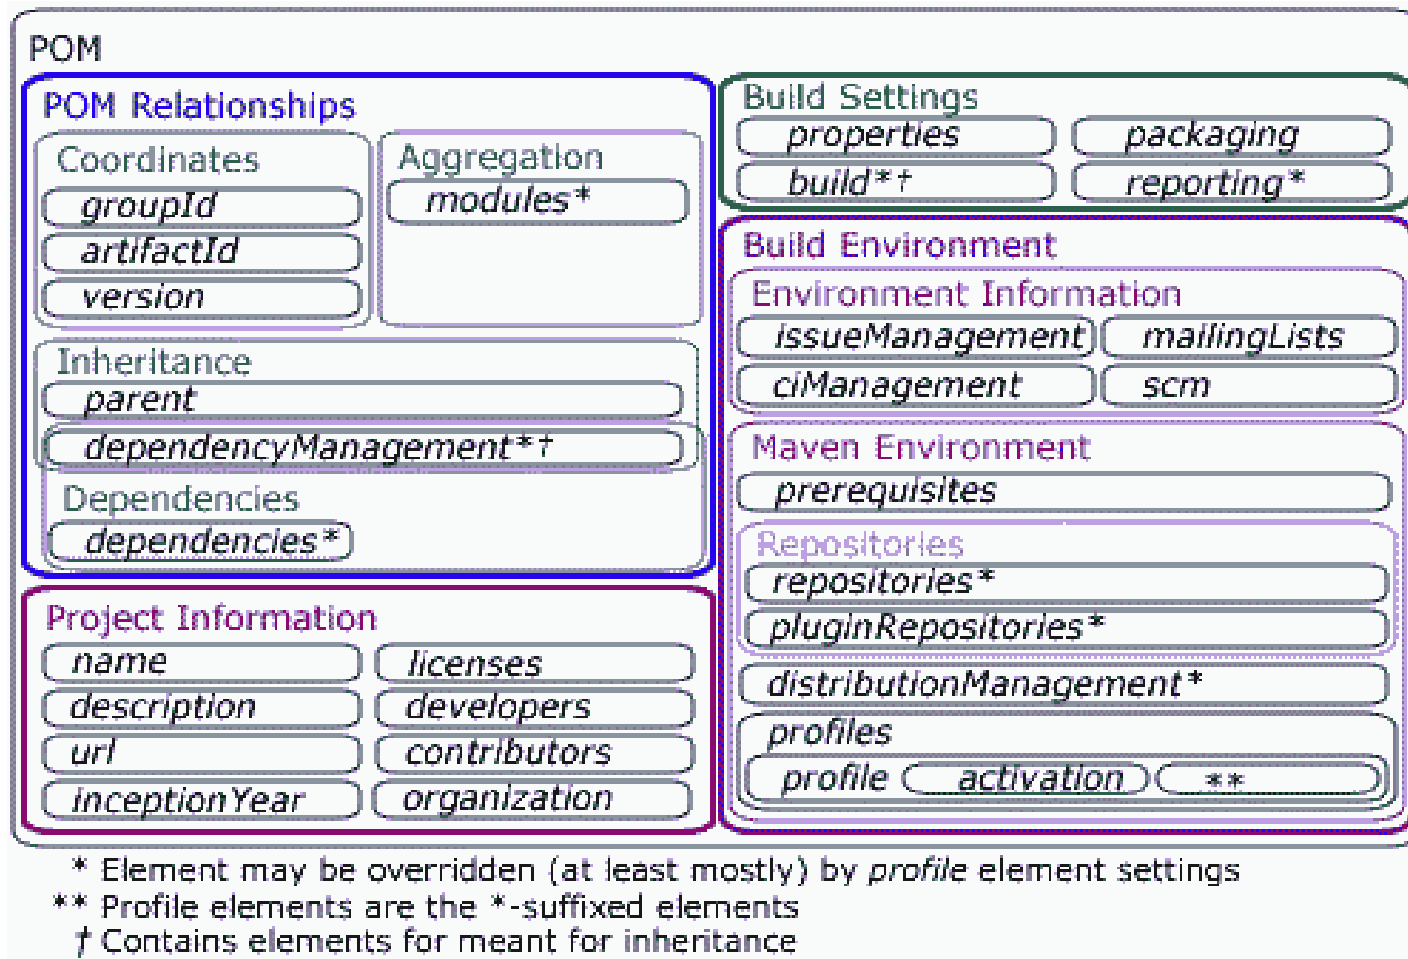 POM
POM Relationships
Coordinates
groupId
artifactId
version
Aggregation
modules*
Inheritance
parent
dependencyManagement*†
Dependencies
dependencies*
Project Information
name
licenses
description
developers
url
contributors
inceptionYear
organization
Build Settings
properties
packaging
build*†
reporting*
Build Environment
Environment Information
issueManagement
mailingLists
ciManagement
scm
Maven Environment
prerequisites
Repositories
repositories*
pluginRepositories*
distributionManagement*
profiles
profile activation **
* Element may be overridden (at least mostly) by profile element settings
** Profile elements are the *-suffixed elements
† Contains elements for meant for inheritance